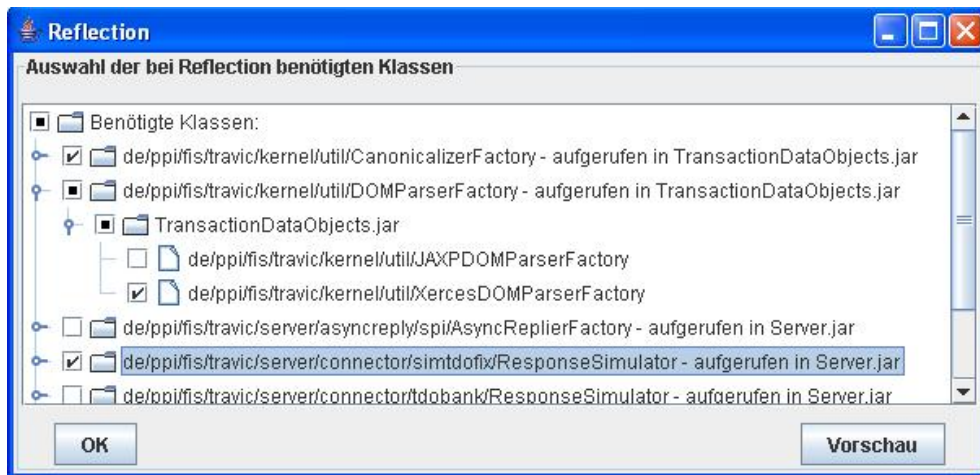 Reflection
Auswahl der bei Reflection benötigten Klassen
Benötigte Klassen:
de/ppi/fis/travic/kernel/util/CanonicalizerFactory - aufgerufen in TransactionDataObjects.jar
de/ppi/fis/travic/kernel/util/DOMParserFactory - aufgerufen in TransactionDataObjects.jar
TransactionDataObjects.jar
de/ppi/fis/travic/kernel/util/JAXPDOMParserFactory
de/ppi/fis/travic/kernel/util/XercesDOMParserFactory
de/ppi/fis/travic/server/asyncreply/spi/AsyncReplierFactory - aufgerufen in Server.jar
de/ppi/fis/travic/server/connector/simtdofix/ResponseSimulator - aufgerufen in Server.jar
de/ppi/fis/travic/server/connector/tdobank/ResponseSimulator - aufgerufen in Server.jar
OK Vorschau